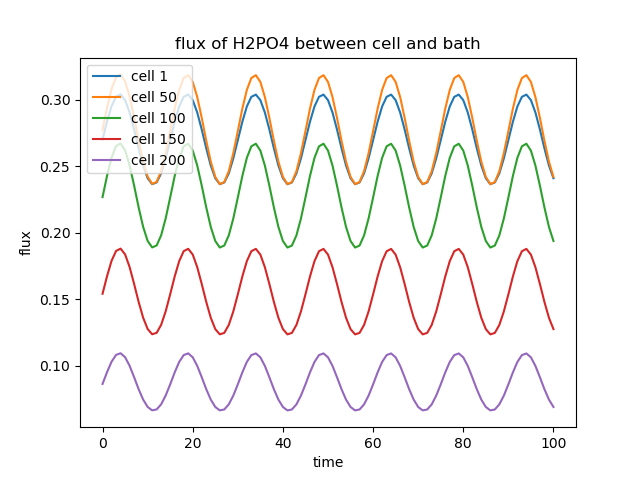 flux of H2PO4 between cell and bath
cell 1
cell 50
cell 100
cell 150
cell 200
0.30
0.25
0.20
0.15
0.10
flux
0 20 40 60 80 100
time